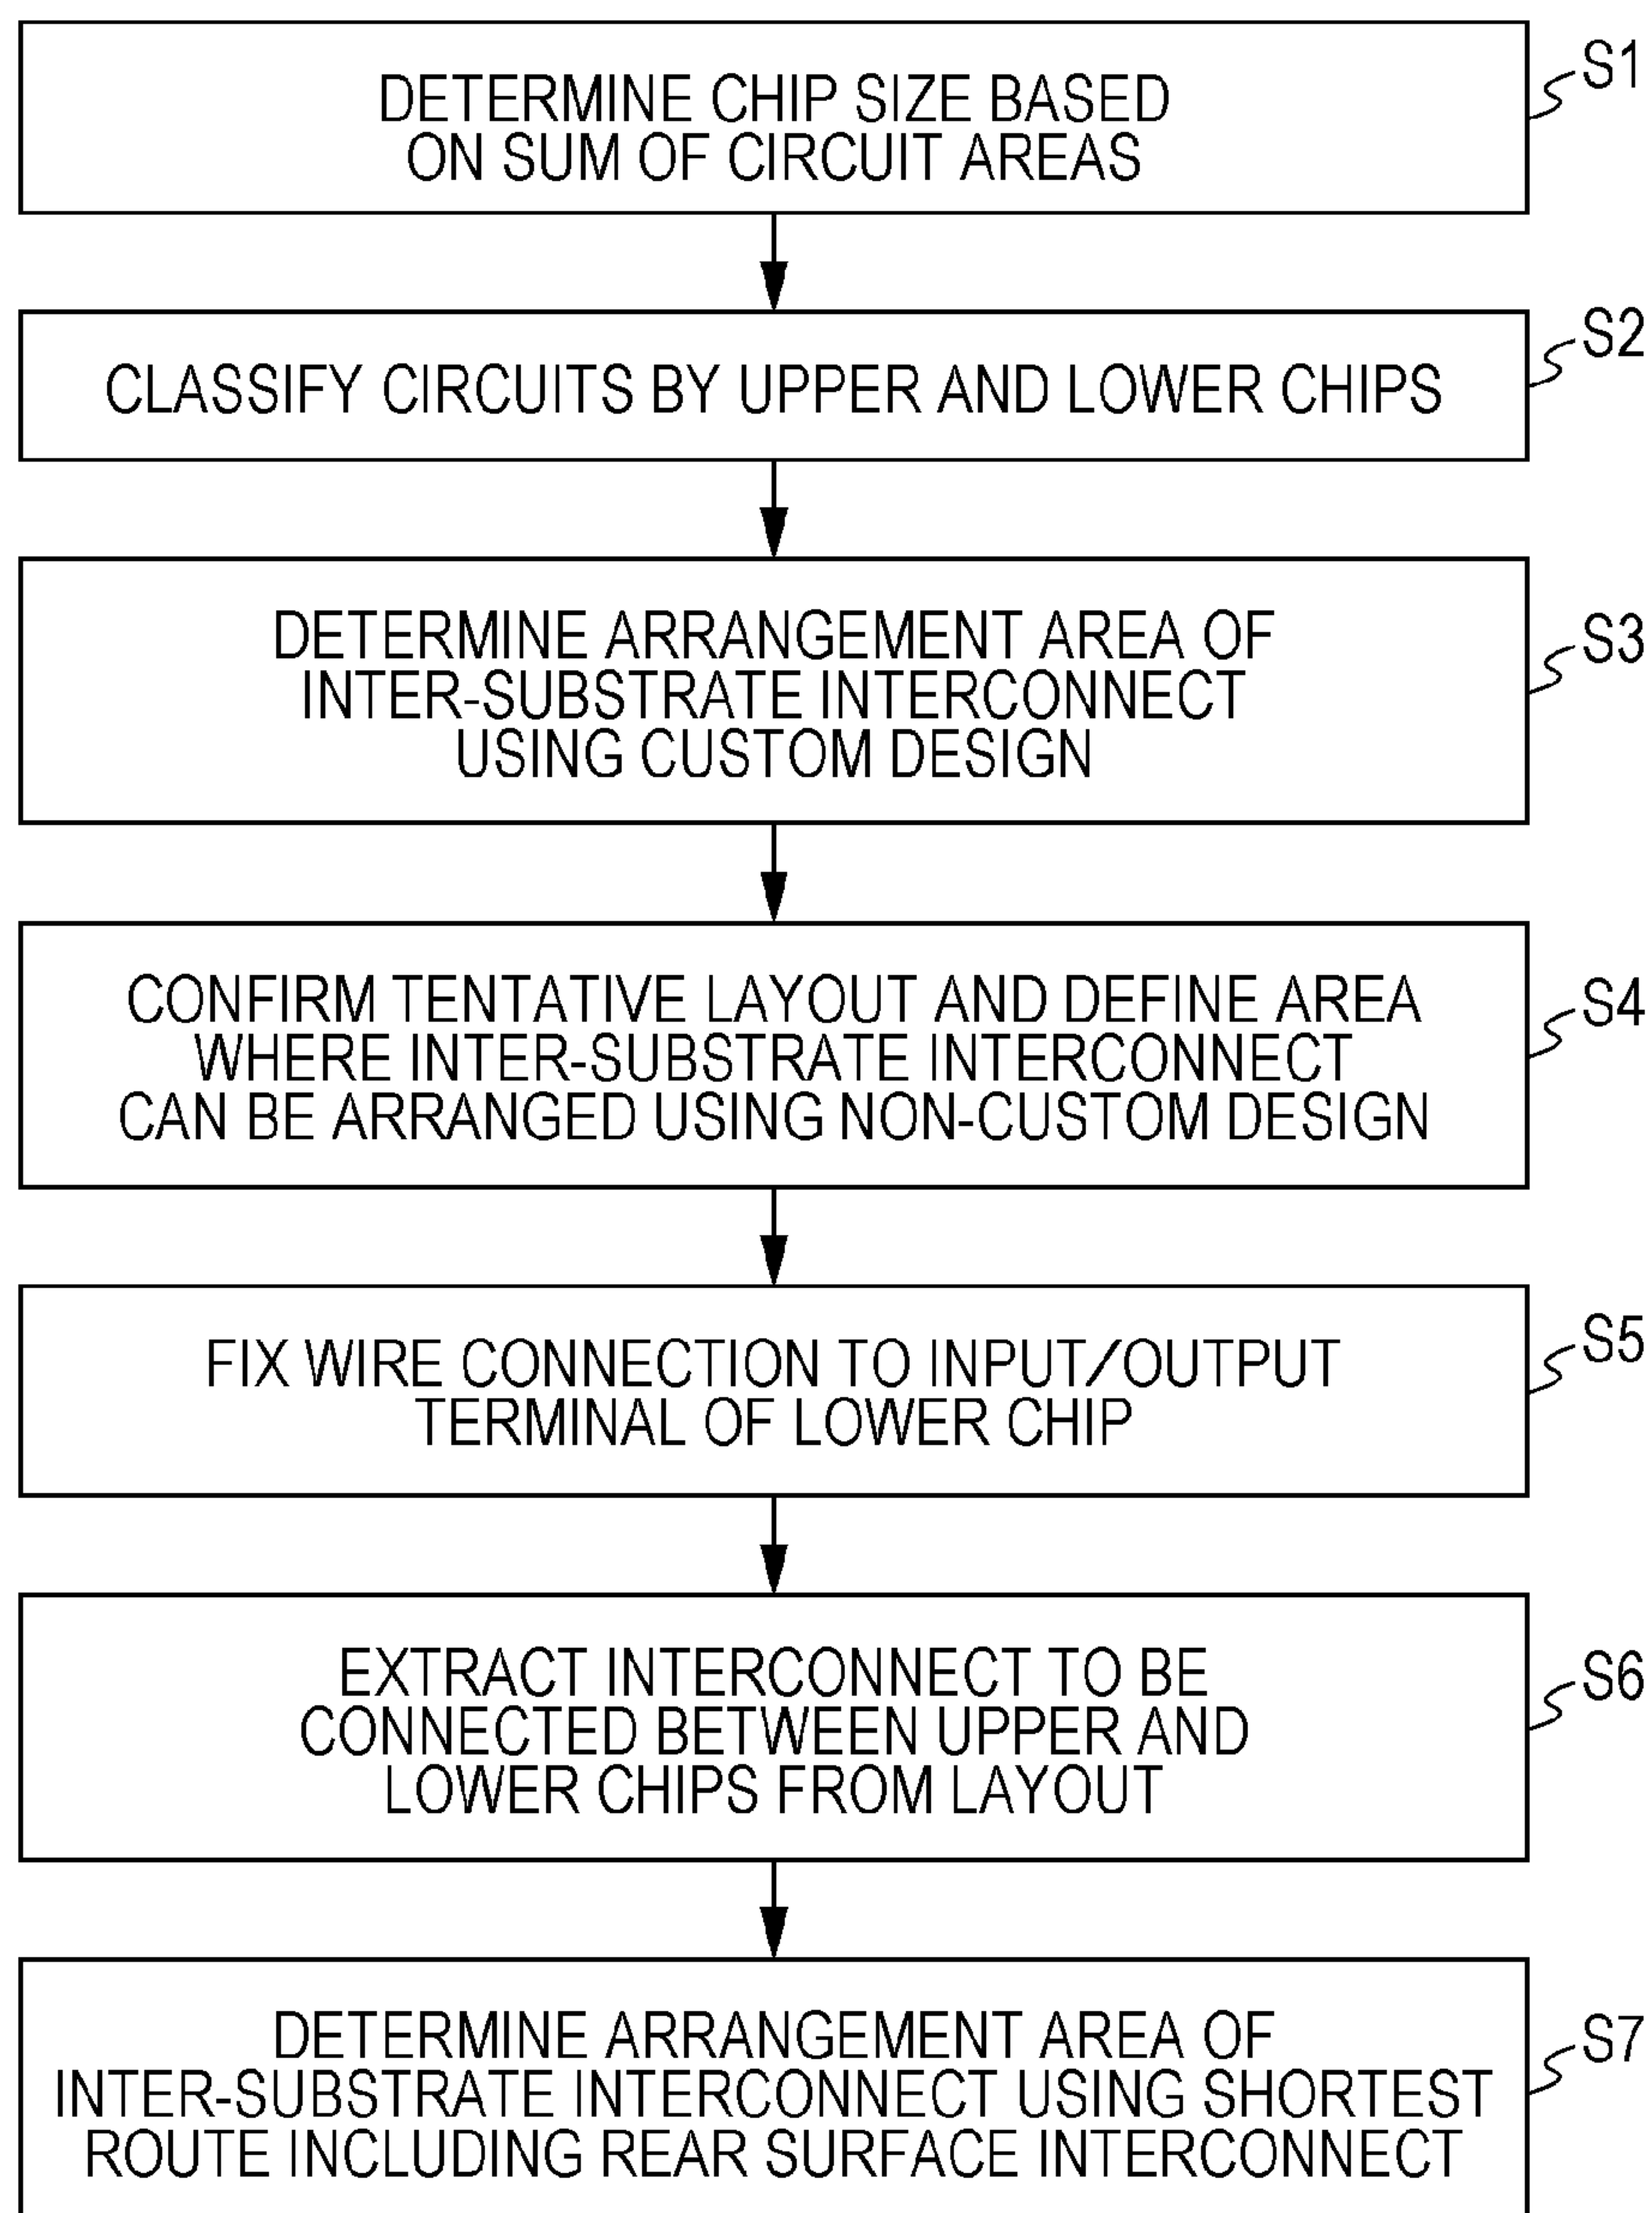 S1
DETERMINE CHIP SIZE BASED
ON SUM OF CIRCUIT AREAS
S2
CLASSIFY CIRCUITS BY UPPER AND LOWER CHIPS
S3
DETERMINE ARRANGEMENT AREA OF
INTER-SUBSTRATE INTERCONNECT
USING CUSTOM DESIGN
S4
CONFIRM TENTATIVE LAYOUT AND DEFINE AREA
WHERE INTER-SUBSTRATE INTERCONNECT
CAN BE ARRANGED USING NON-CUSTOM DESIGN
S5
FIX WIRE CONNECTION TO INPUT/OUTPUT
TERMINAL OF LOWER CHIP
S6
EXTRACT INTERCONNECT TO BE
CONNECTED BETWEEN UPPER AND
LOWER CHIPS FROM LAYOUT
S7
DETERMINE ARRANGEMENT AREA OF
INTER-SUBSTRATE INTERCONNECT USING SHORTEST
ROUTE INCLUDING REAR SURFACE INTERCONNECT